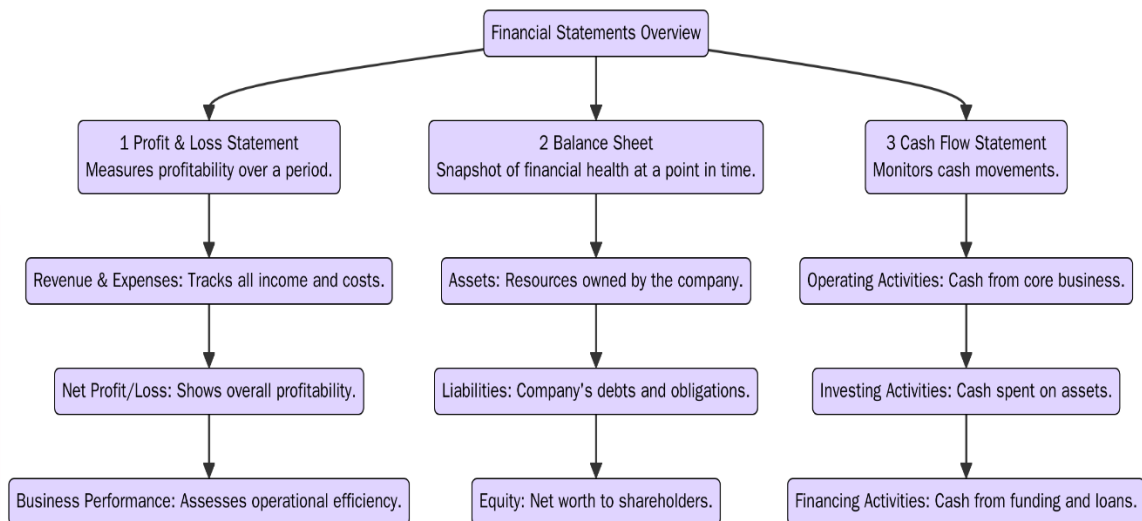 Financial Statements Overview
1 Profit & Loss Statement
Measures profitability over a period.
2 Balance Sheet
Snapshot of financial health at a point in time.
3 Cash Flow Statement
Monitors cash movements.
Revenue & Expenses: Tracks all income and costs.
Assets: Resources owned by the company.
Operating Activities: Cash from core business.
Net Profit/Loss: Shows overall profitability.
Liabilities: Company's debts and obligations.
Investing Activities: Cash spent on assets.
Business Performance: Assesses operational efficiency.
Equity: Net worth to shareholders.
Financing Activities: Cash from funding and loans.